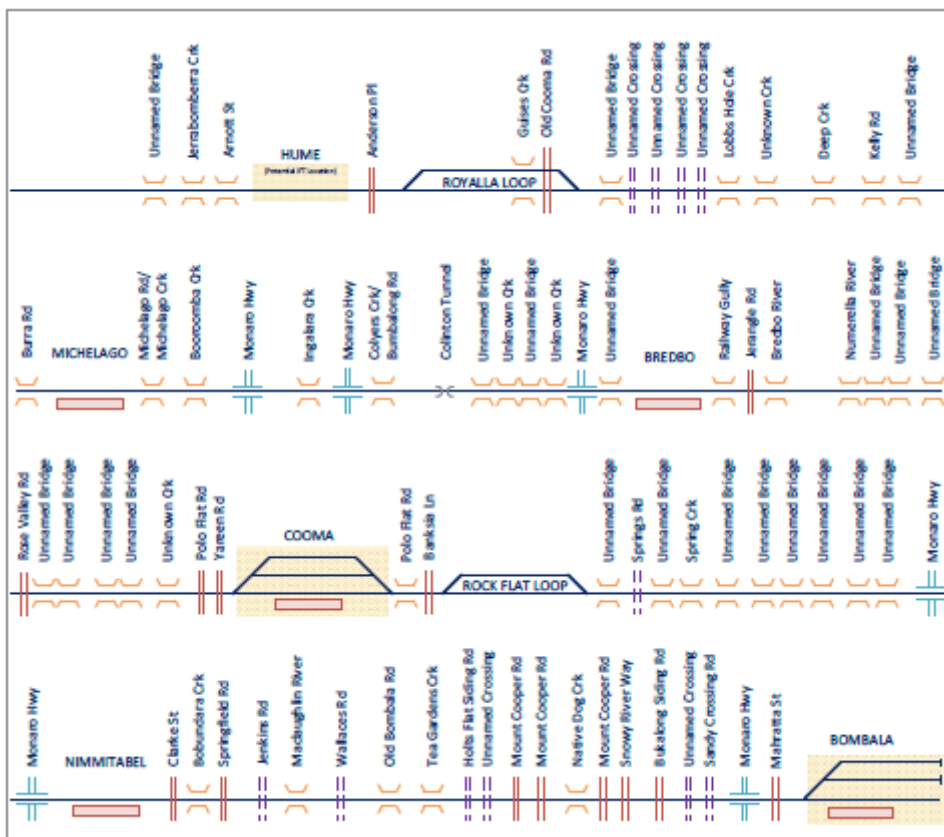 Unnamed Bridge
Jerrabomberra Crk
Arnott St
HUME
(Potential IFT Location)
Anderson Pl
ROYALLA LOOP
Guises Crk
Old Cooma Rd
Unnamed Bridge
Unnamed Crossing
Unnamed Crossing
Unnamed Crossing
Unnamed Crossing
Lobbs Hole Crk
Unknown Crk
Deep Crk
Kelly Rd
Unnamed Bridge
Burra Rd
MICHELAGO
Michelago Rd/
Michelago Crk
Booroomba Crk
Monaro Hwy
Ingalara Crk
Monaro Hwy
Colyers Crk/
Bumbalong Rd
Colinton Tunnel
Unnamed Bridge
Unknown Crk
Unnamed Bridge
Unknown Crk
Monaro Hwy
Unnamed Bridge
BREDBO
Railway Gully
Jerangle Rd
Bredbo River
Numerella River
Unnamed Bridge
Unnamed Bridge
Unnamed Bridge
Rose Valley Rd
Unnamed Bridge
Unnamed Bridge
Unnamed Bridge
Unnamed Bridge
Unknown Crk
Polo Flat Rd
Yareen Rd
COOMA
Polo Flat Rd
Banksia Ln
ROCK FLAT LOOP
Unnamed Bridge
Springs Rd
Unnamed Bridge
Spring Crk
Unnamed Bridge
Unnamed Bridge
Unnamed Bridge
Unnamed Bridge
Unnamed Bridge
Unnamed Bridge
Monaro Hwy
Monaro Hwy
NIMMITABEL
Clarke St
Bobundara Crk
Springfield Rd
Jenkins Rd
Maclaughlin River
Wallaces Rd
Old Bombala Rd
Tea Gardens Crk
Holts Flat Siding Rd
Unnamed Crossing
Mount Cooper Rd
Mount Cooper Rd
Native Dog Crk
Mount Cooper Rd
Snowy River Way
Bukalong Siding Rd
Unnamed Crossing
Sandy Crossing Rd
Monaro Hwy
Mahratta St
BOMBALA